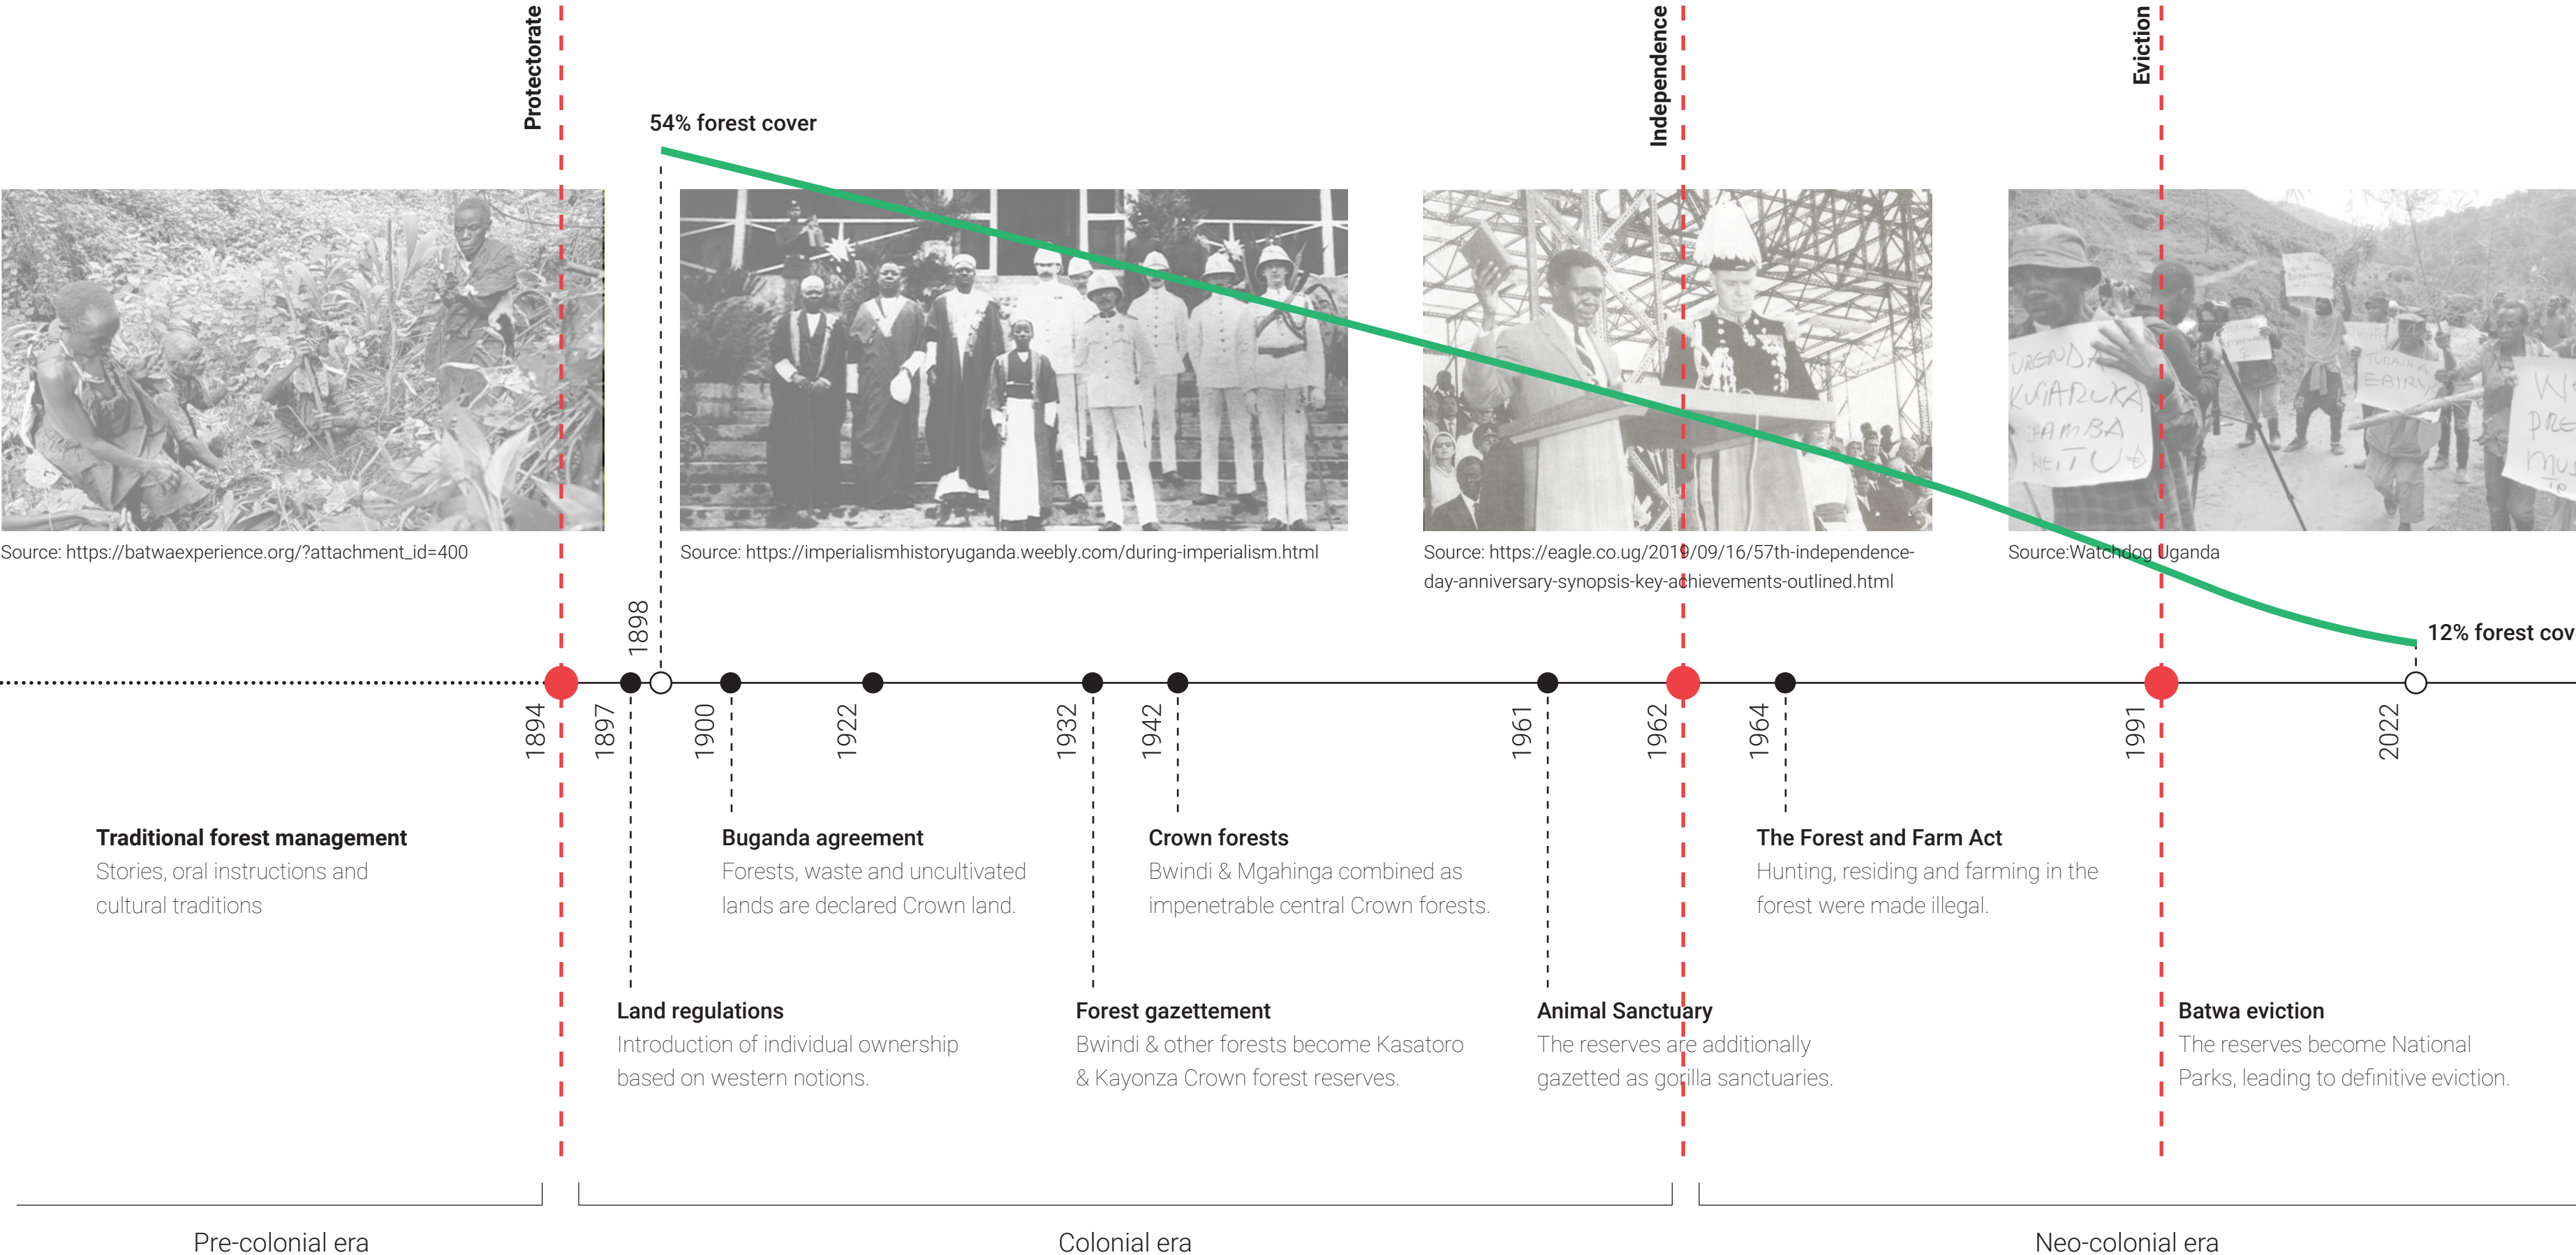 Protectorate
Independence
Eviction
54% forest cover
URENDA
KUGARUKA
EBIRY
PRE
Source: https://batwaexperience.org/?attachment_id=400
Source: https://imperialismhistoryuganda.weebly.com/during-imperialism.html
Source: https://eagle.co.ug/2019/09/16/57th-independence-
day-anniversary-synopsis-key-achievements-outlined.html
Source:Watchdog Uganda
12% forest cov
1898
1894
1897
1900
1922
1932
1942
1961
1962
1964
1991
2022
Traditional forest management
Stories, oral instructions and
cultural traditions
Buganda agreement
Forests, waste and uncultivated
lands are declared Crown land.
Crown forests
Bwindi & Mgahinga combined as
impenetrable central Crown forests.
The Forest and Farm Act
Hunting, residing and farming in the
forest were made illegal.
Land regulations
Introduction of individual ownership
based on western notions.
Forest gazettement
Bwindi & other forests become Kasatoro
& Kayonza Crown forest reserves.
Animal Sanctuary
The reserves are additionally
gazetted as gorilla sanctuaries.
Batwa eviction
The reserves become National
Parks, leading to definitive eviction.
Pre-colonial era
Colonial era
Neo-colonial era